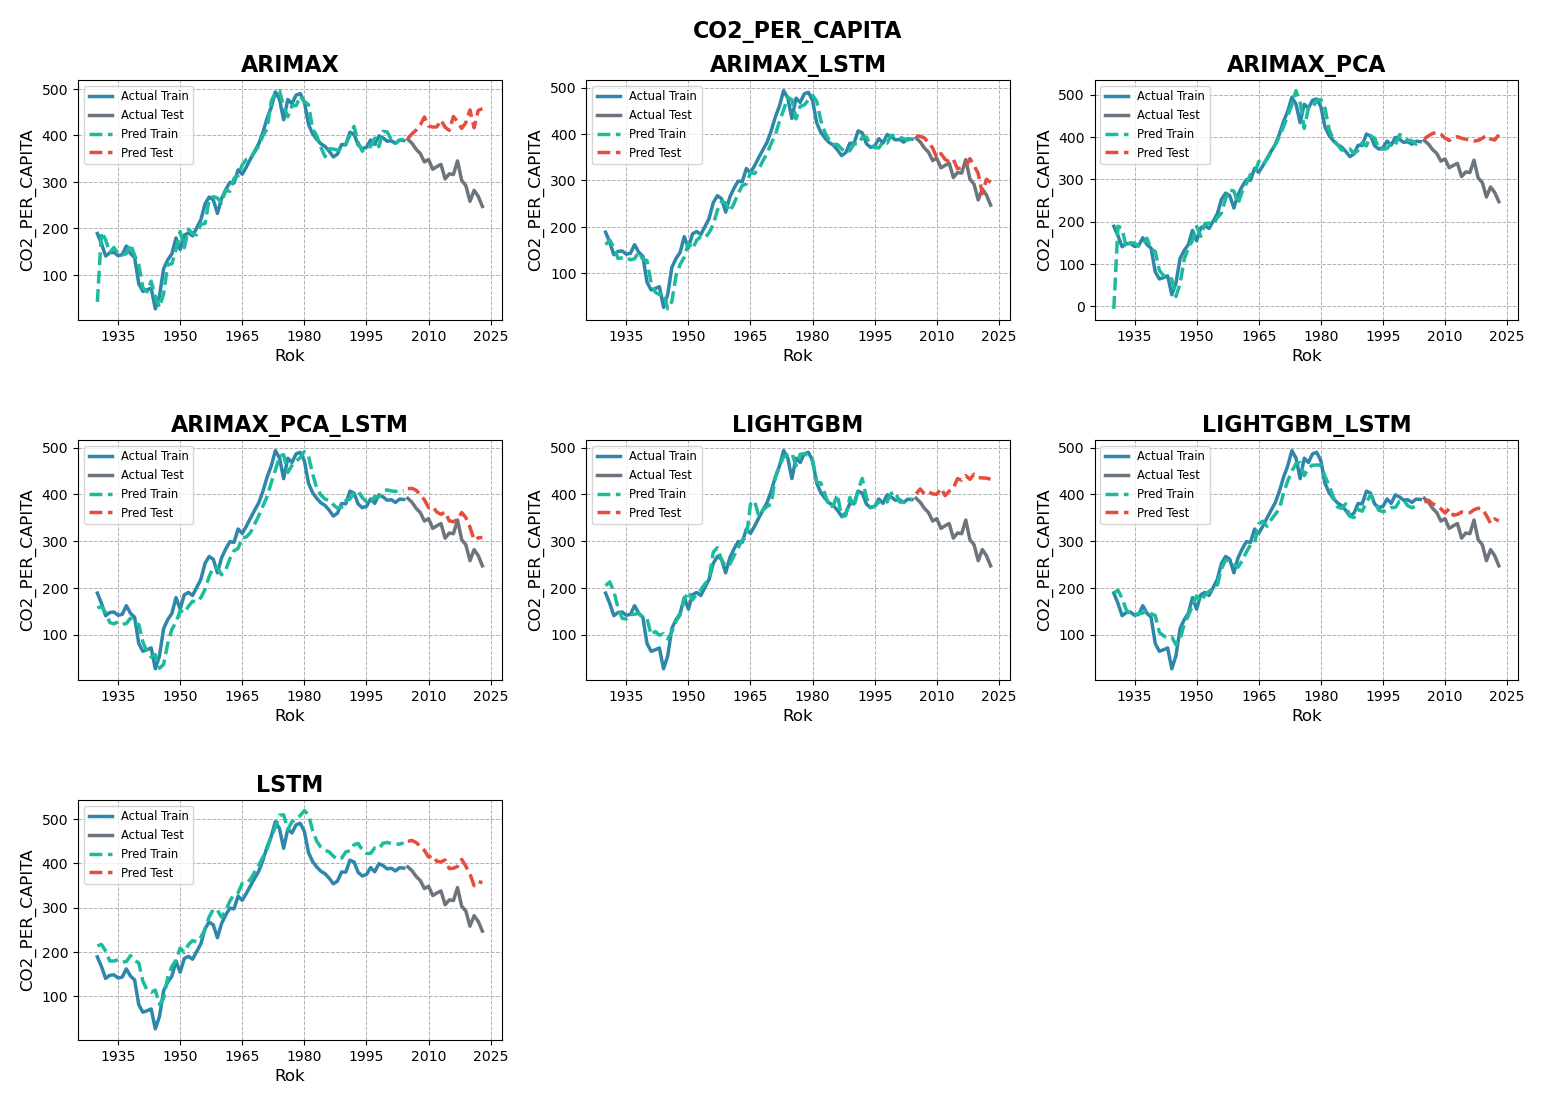 CO2_PER_CAPITA
ARIMAX
500
400
300
200
100
CO2_PER_CAPITA
Actual Train
Actual Test
Pred Train
Pred Test
1935 1950 1965 1980 1995 2010 2025
Rok
ARIMAX_LSTM
500
400
300
200
100
CO2_PER_CAPITA
Actual Train
Actual Test
Pred Train
Pred Test
1935 1950 1965 1980 1995 2010 2025
Rok
ARIMAX_PCA
500
400
300
200
100
0
CO2_PER_CAPITA
Actual Train
Actual Test
Pred Train
Pred Test
1935 1950 1965 1980 1995 2010 2025
Rok
ARIMAX_PCA_LSTM
500
400
300
200
100
CO2_PER_CAPITA
Actual Train
Actual Test
Pred Train
Pred Test
1935 1950 1965 1980 1995 2010 2025
Rok
LIGHTGBM
500
400
300
200
100
CO2_PER_CAPITA
Actual Train
Actual Test
Pred Train
Pred Test
1935 1950 1965 1980 1995 2010 2025
Rok
LIGHTGBM_LSTM
500
400
300
200
100
CO2_PER_CAPITA
Actual Train
Actual Test
Pred Train
Pred Test
1935 1950 1965 1980 1995 2010 2025
Rok
LSTM
500
400
300
200
100
CO2_PER_CAPITA
Actual Train
Actual Test
Pred Train
Pred Test
1935 1950 1965 1980 1995 2010 2025
Rok